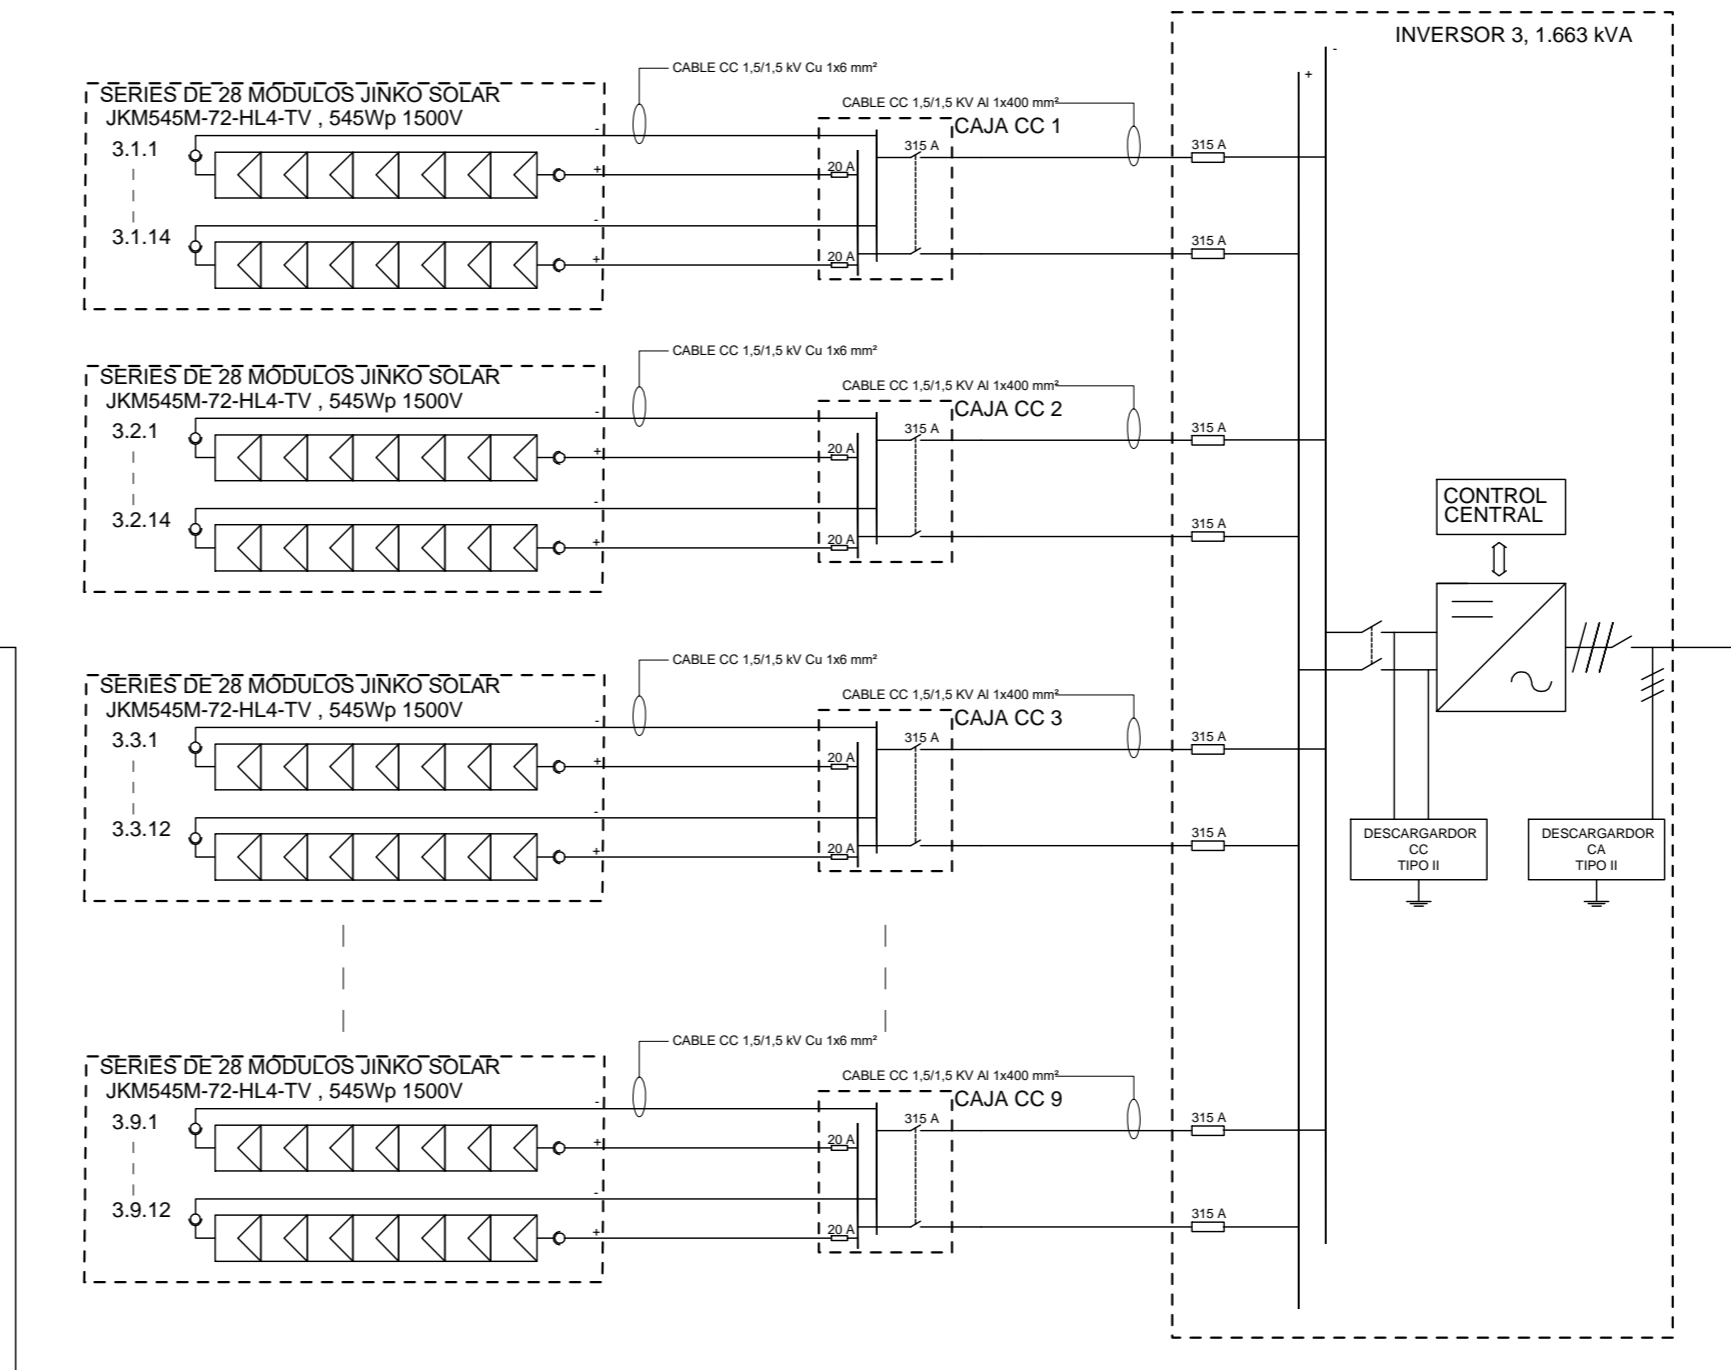 INVERSOR 3, 1.663 kVA
-
+
CABLE CC 1,5/1,5 kV Cu 1x6 mm²
SERIES DE 28 MÓDULOS JINKO SOLAR
JKM545M-72-HL4-TV , 545Wp 1500V
CABLE CC 1,5/1,5 KV Al 1x400 mm²
CAJA CC 1
3.1.1
-
+
20 A
315 A
315 A
3.1.14
-
+
20 A
315 A
CABLE CC 1,5/1,5 kV Cu 1x6 mm²
SERIES DE 28 MÓDULOS JINKO SOLAR
JKM545M-72-HL4-TV , 545Wp 1500V
CABLE CC 1,5/1,5 KV Al 1x400 mm²
CAJA CC 2
3.2.1
-
+
20 A
315 A
315 A
3.2.14
-
+
20 A
315 A
CONTROL
CENTRAL
CABLE CC 1,5/1,5 kV Cu 1x6 mm²
SERIES DE 28 MÓDULOS JINKO SOLAR
JKM545M-72-HL4-TV , 545Wp 1500V
CABLE CC 1,5/1,5 KV Al 1x400 mm²
CAJA CC 3
3.3.1
-
+
20 A
315 A
315 A
3.3.12
-
+
20 A
315 A
DESCARGARDOR
CC
TIPO II
DESCARGARDOR
CA
TIPO II
CABLE CC 1,5/1,5 kV Cu 1x6 mm²
SERIES DE 28 MÓDULOS JINKO SOLAR
JKM545M-72-HL4-TV , 545Wp 1500V
CABLE CC 1,5/1,5 KV Al 1x400 mm²
CAJA CC 9
3.9.1
-
+
20 A
315 A
315 A
3.9.12
-
+
20 A
315 A